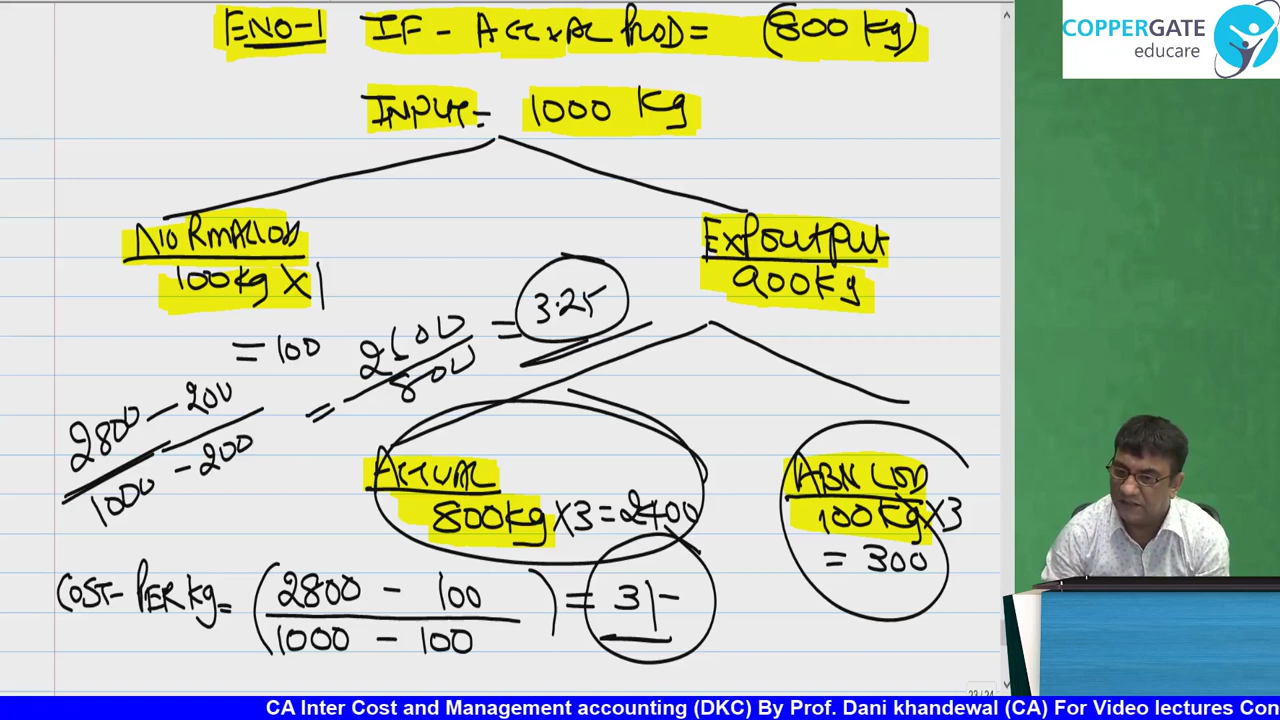 ENO-1 IF - ACTUAL PROD = (800 kg)
COPPERGATE
educare
INPUT = 1000 Kg
NORMAL LOSS
100 kg X 1
= 100
EXP OUTPUT
900 Kg
2800 - 200 / 1000 - 200 = 2600 / 800 = 3.25
ACTUAL
800 kg X 3 = 2400
ABN LOSS
100 Kg X 3
= 300
COST PER Kg = (2800 - 100 / 1000 - 100) = 3/-
23 / 24
CA Inter Cost and Management accounting (DKC) By Prof. Dani khandewal (CA) For Video lectures Con